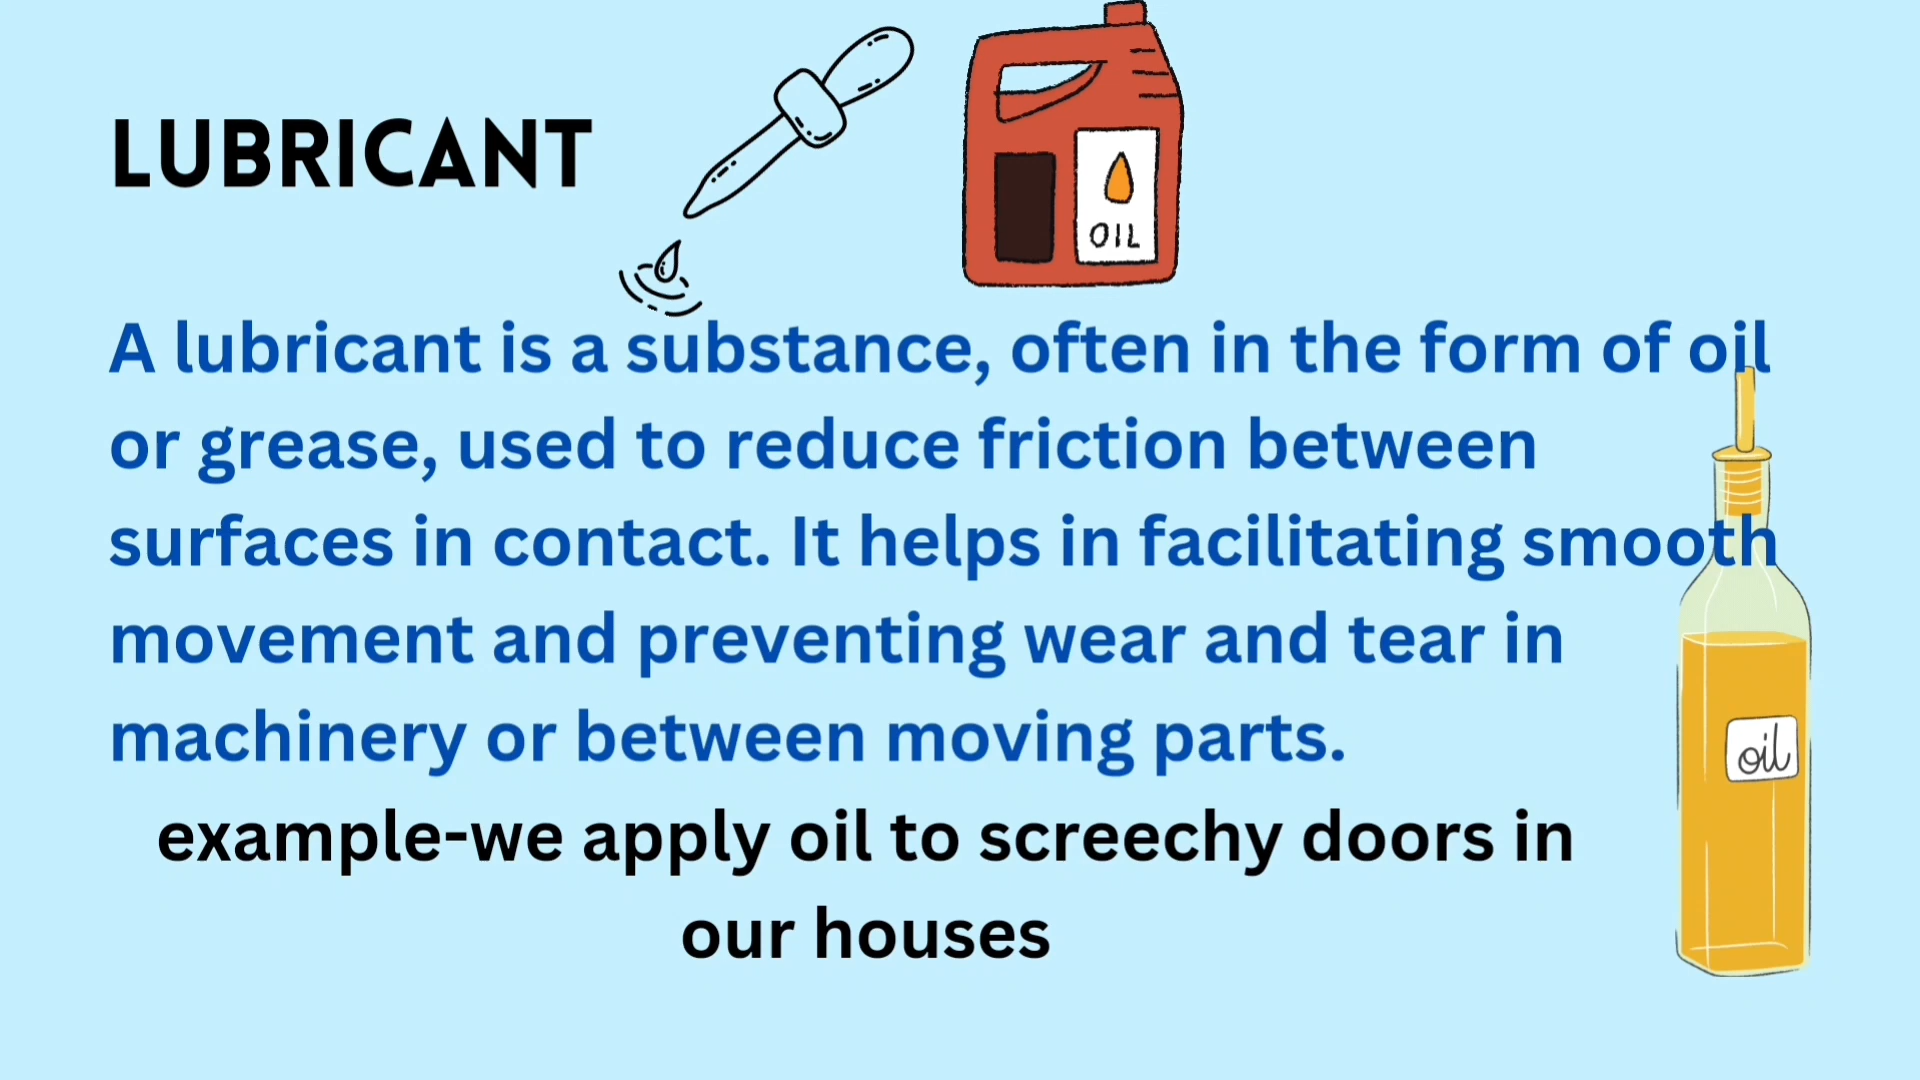 LUBRICANT
OIL
A lubricant is a substance, often in the form of oil
or grease, used to reduce friction between
surfaces in contact. It helps in facilitating smooth
movement and preventing wear and tear in
machinery or between moving parts.
oil
example-we apply oil to screechy doors in
our houses